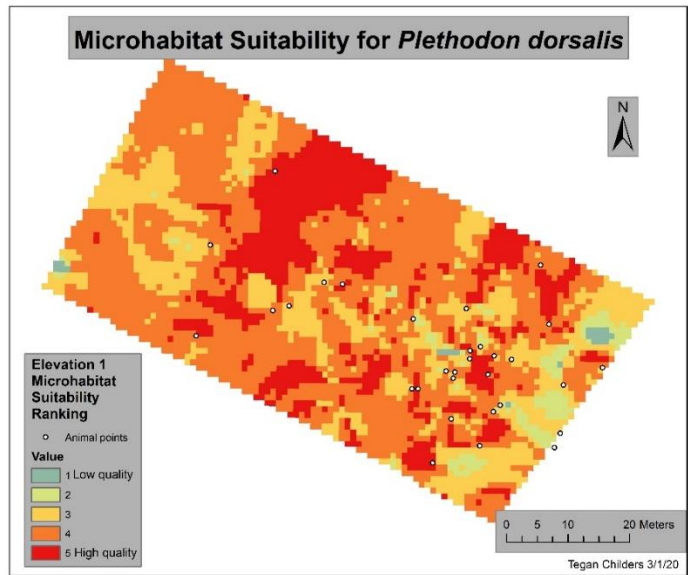 Microhabitat Suitability for Plethodon dorsalis
N
Elevation 1
Microhabitat
Suitability
Ranking
Animal points
Value
1 Low quality
2
3
4
5 High quality
0 5 10 20 Meters
Tegan Childers 3/1/20